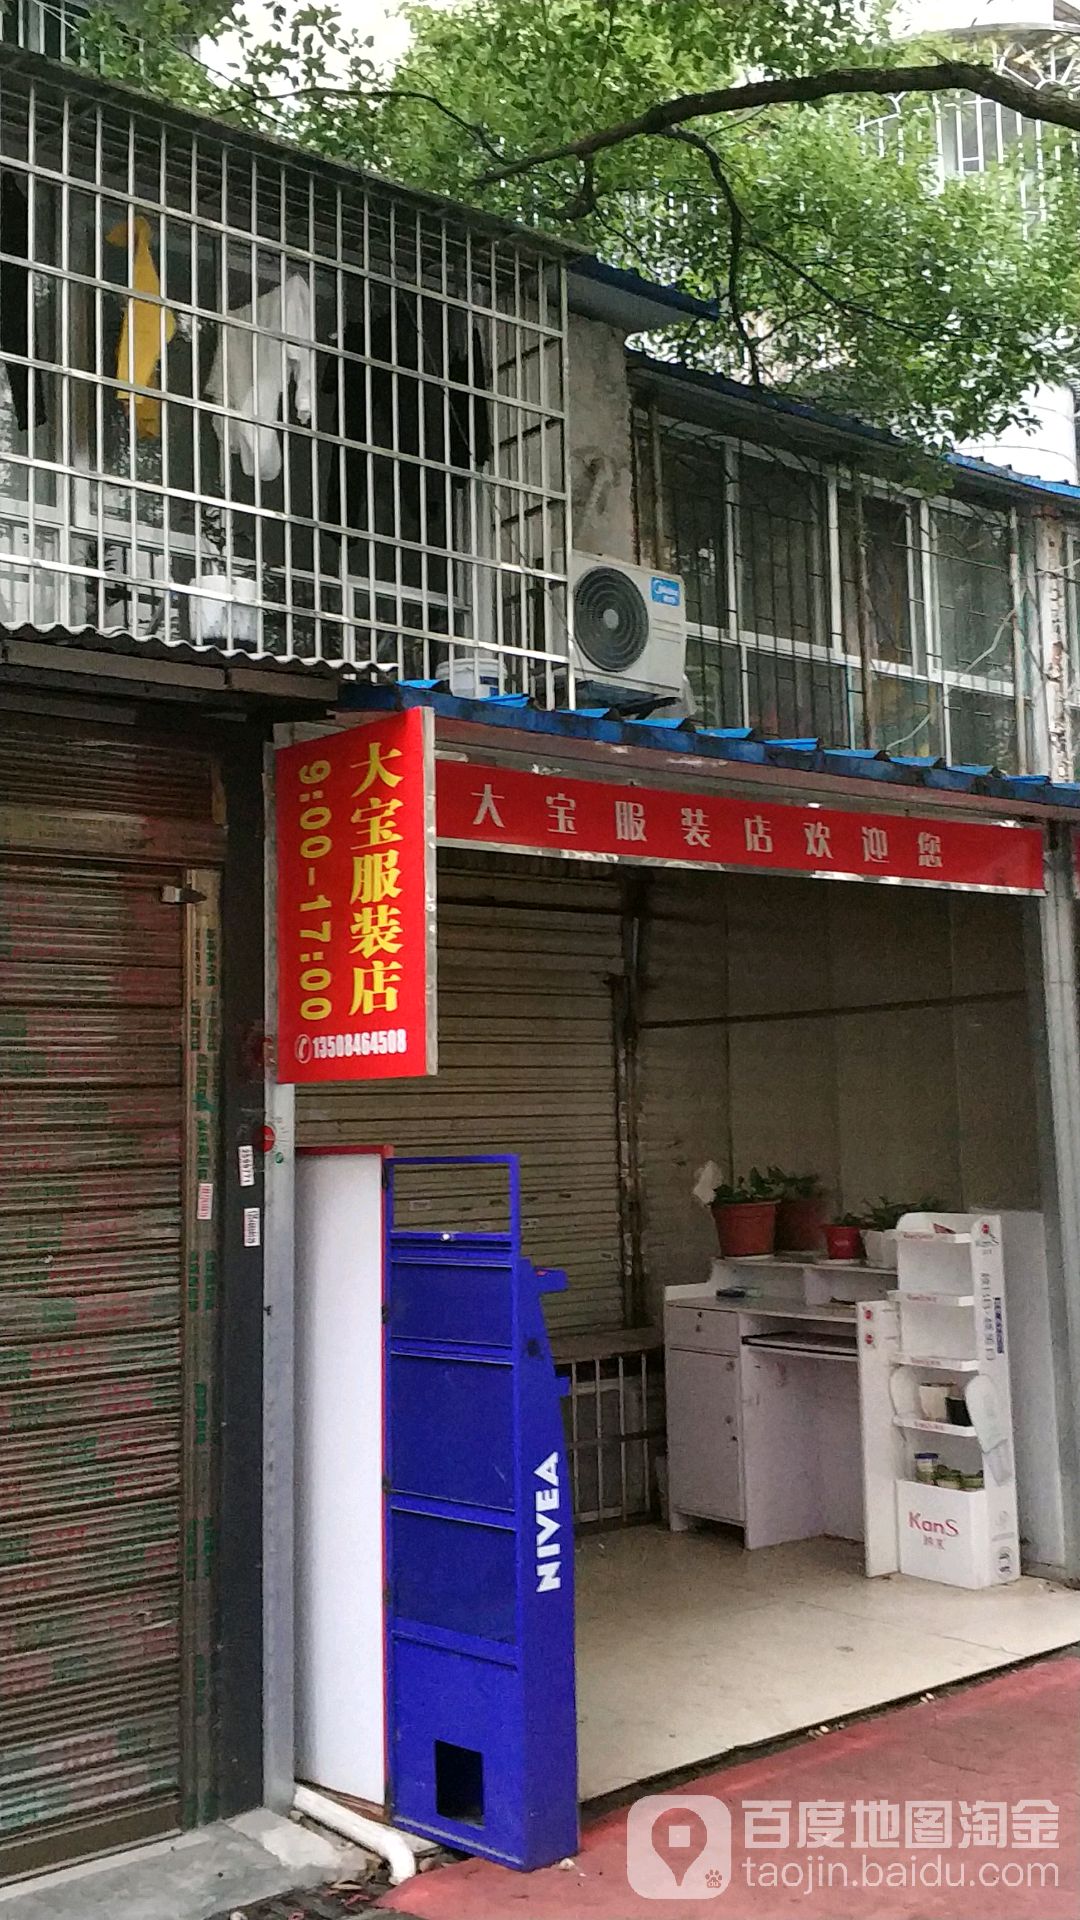 Midea
大宝服装店
9:00-17:00
13508464508
大宝服装店欢迎您
NIVEA
KanS
百度地图淘金
taojin.baidu.com